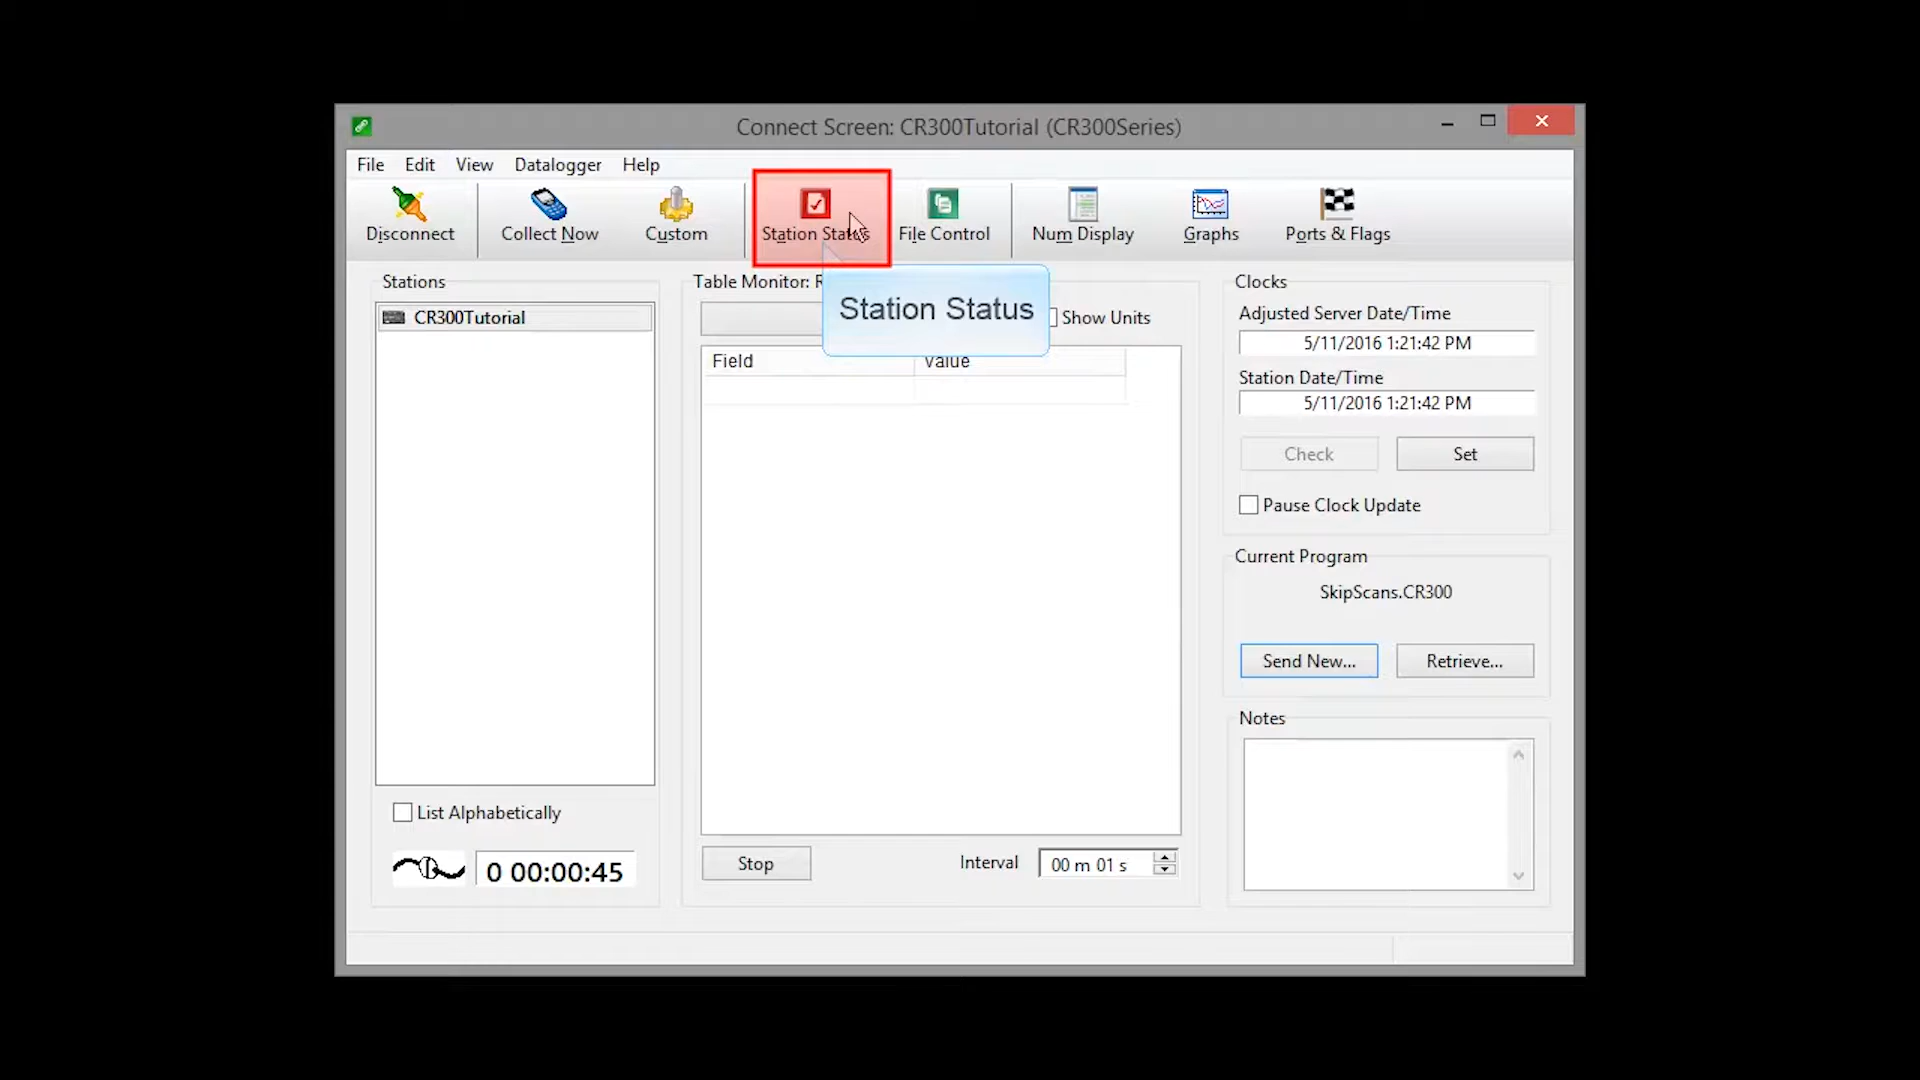 Connect Screen: CR300Tutorial (CR300Series)
File Edit View Datalogger Help
Disconnect Collect Now Custom Station Status File Control Num Display Graphs Ports & Flags
Station Status
Stations
CR300Tutorial
List Alphabetically
0 00:00:45
Table Monitor:
Show Units
Field Value
Stop
Interval 00 m 01 s
Clocks
Adjusted Server Date/Time
5/11/2016 1:21:42 PM
Station Date/Time
5/11/2016 1:21:42 PM
Check Set
Pause Clock Update
Current Program
SkipScans.CR300
Send New... Retrieve...
Notes